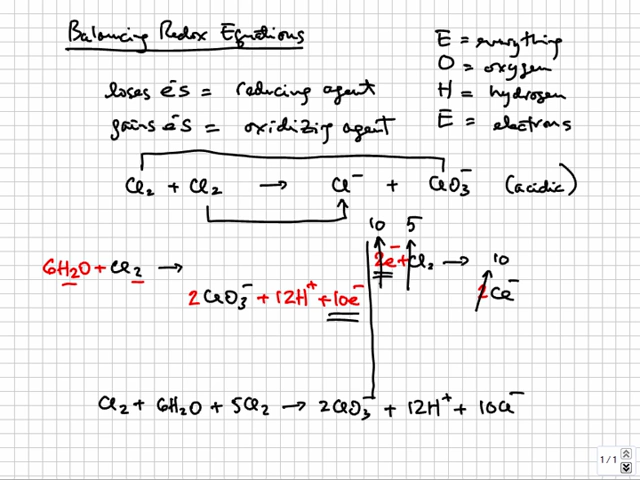 Balancing Redox Equations
E = everything
O = oxygen
H = hydrogen
E = electrons
loses e⁻s = reducing agent
gains e⁻s = oxidizing agent
Cl₂ + Cl₂ → Cl⁻ + ClO₃⁻ (acidic)
10 5
6H₂O + Cl₂ →
2e⁻ + Cl₂ → 10
2Cl⁻
2ClO₃⁻ + 12H⁺ + 10e⁻
Cl₂ + 6H₂O + 5Cl₂ → 2ClO₃⁻ + 12H⁺ + 10Cl⁻
1/1